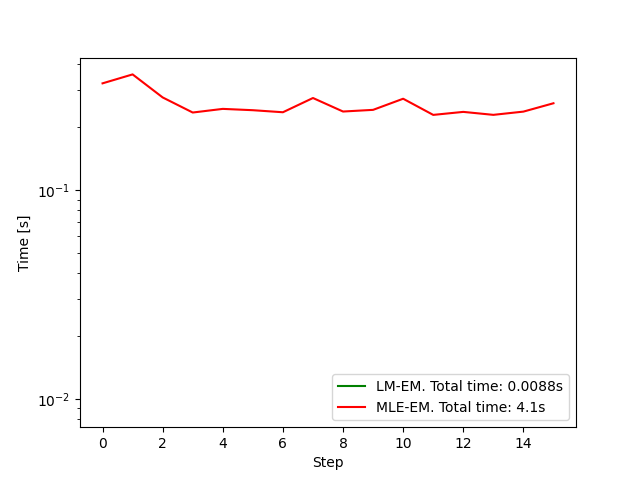 10⁻¹
10⁻²
Time [s]
0 2 4 6 8 10 12 14
Step
LM-EM. Total time: 0.0088s
MLE-EM. Total time: 4.1s